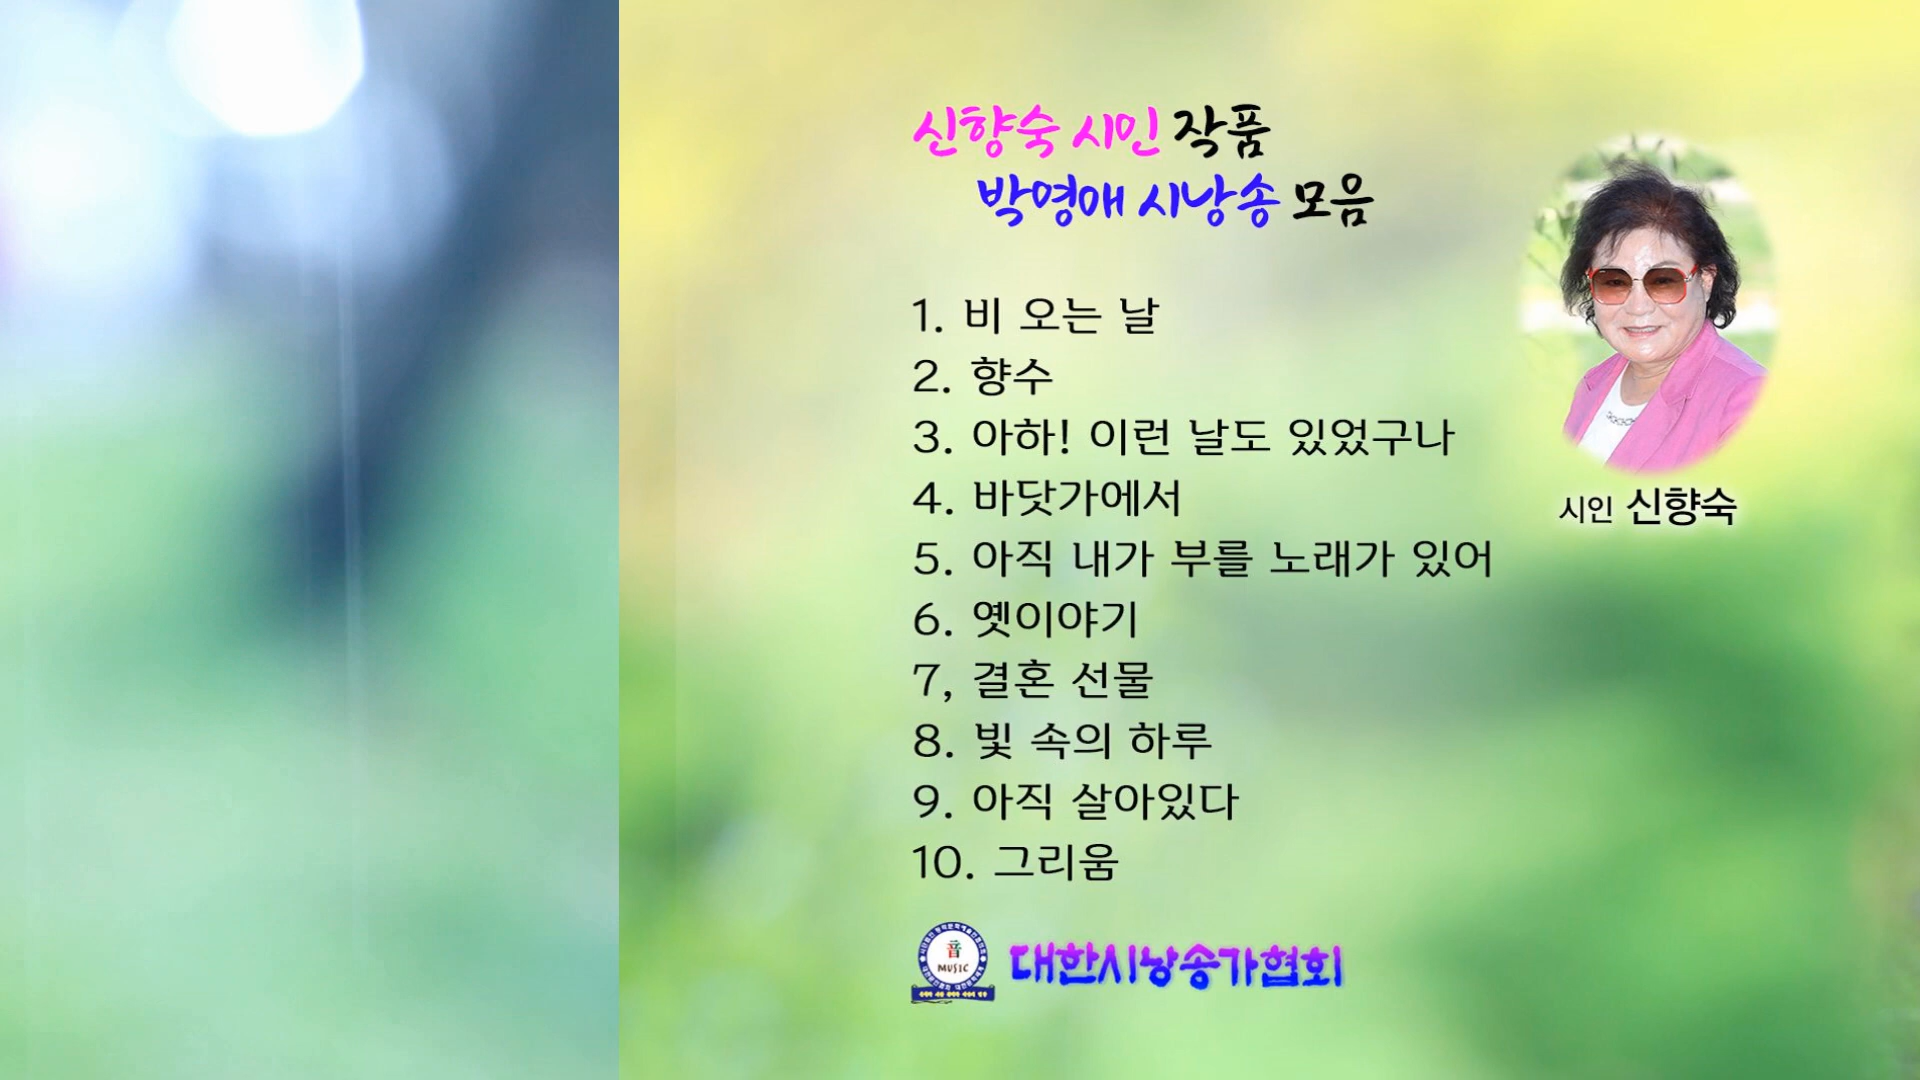 신향숙 시인 작품
박영애 시낭송 모음
1. 비 오는 날
2. 향수
3. 아하! 이런 날도 있었구나
4. 바닷가에서
5. 아직 내가 부를 노래가 있어
6. 옛이야기
7, 결혼 선물
8. 빛 속의 하루
9. 아직 살아있다
10. 그리움
시인 신향숙
音
MUSIC
대한시낭송가협회